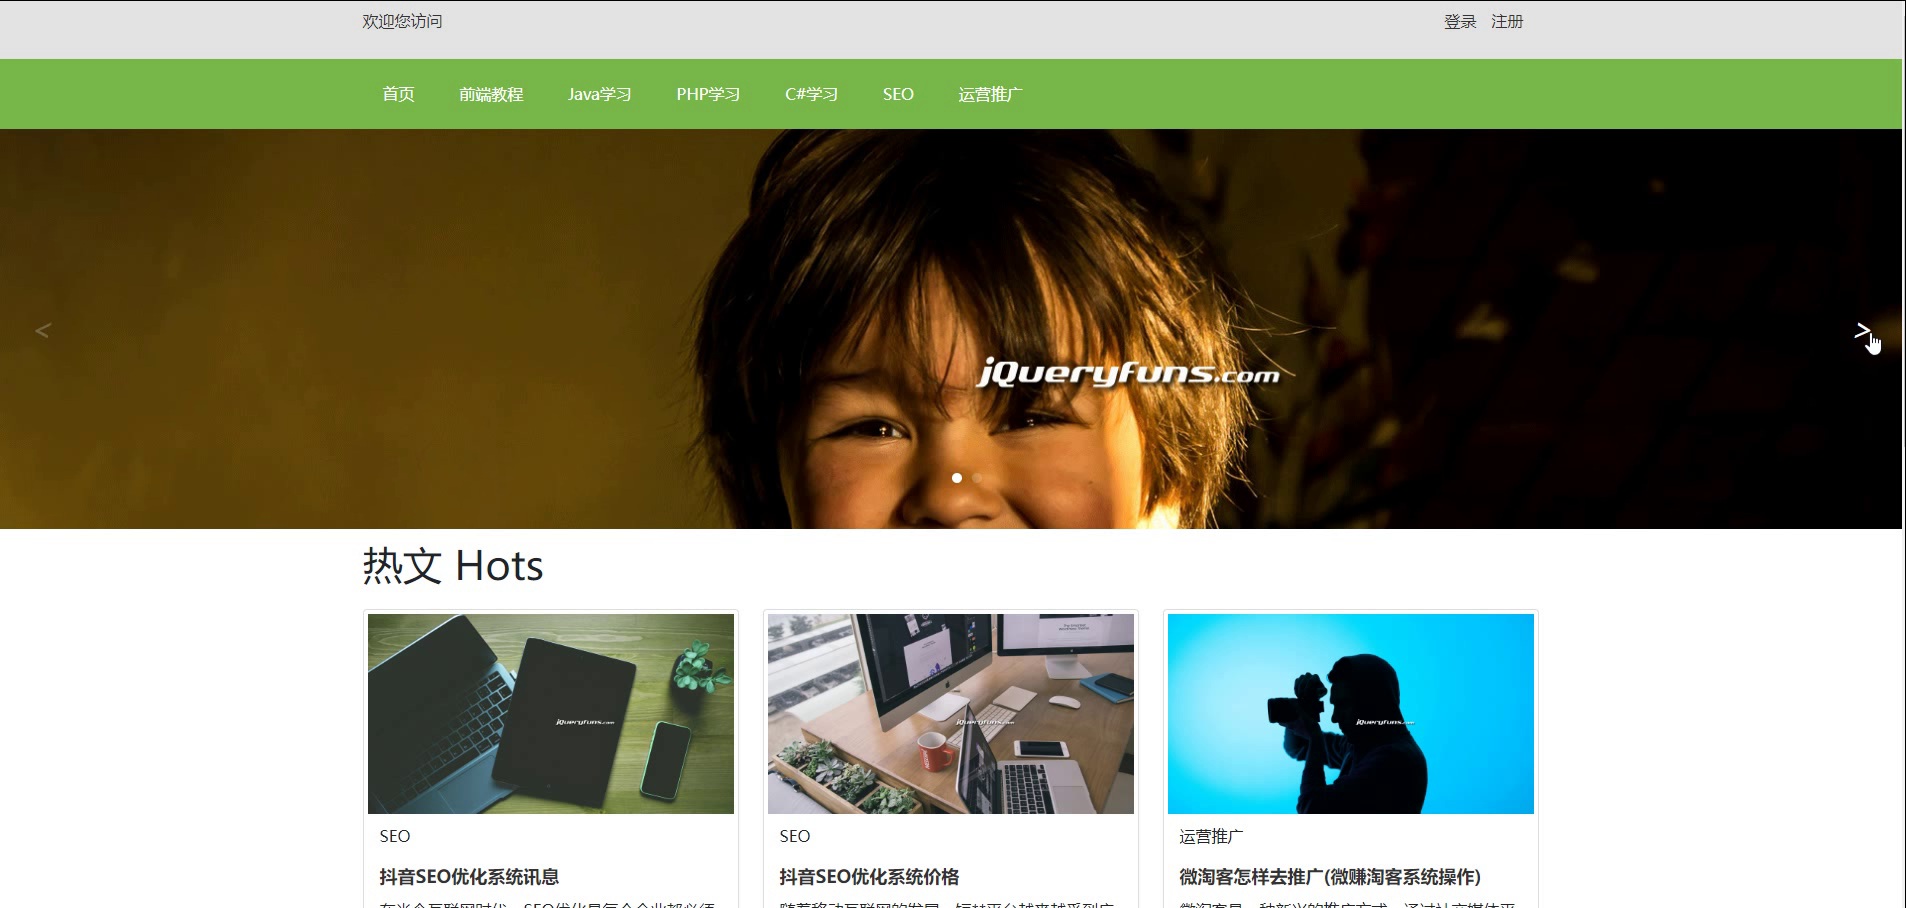 欢迎您访问
登录 注册
首页 前端教程 Java学习 PHP学习 C#学习 SEO 运营推广
<
>
jQueryfuns.com
热文 Hots
jQueryfuns.com
jQueryfuns.com
jQueryfuns.com
SEO
抖音SEO优化系统讯息
SEO
抖音SEO优化系统价格
运营推广
微淘客怎样去推广(微赚淘客系统操作)